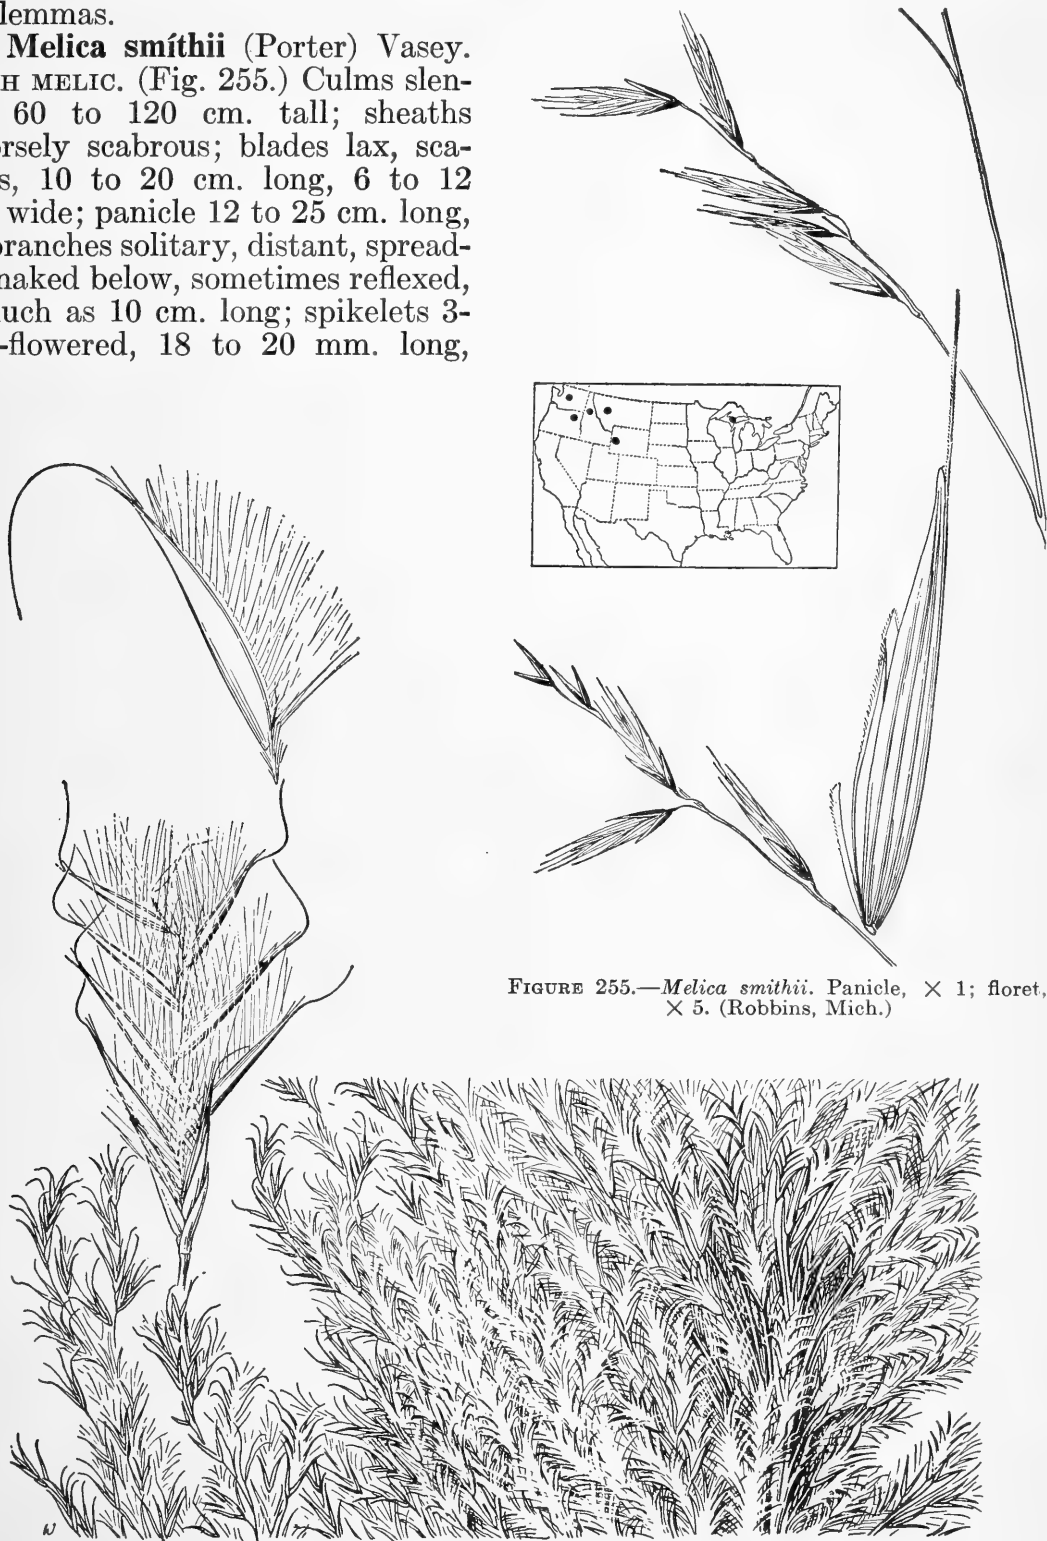 lemmas.
Melica smíthii (Porter) Vasey.
H MELIC. (Fig. 255.) Culms slen-
60 to 120 cm. tall; sheaths
rsely scabrous; blades lax, sca-
s, 10 to 20 cm. long, 6 to 12
wide; panicle 12 to 25 cm. long,
branches solitary, distant, spread-
naked below, sometimes reflexed,
uch as 10 cm. long; spikelets 3-
-flowered, 18 to 20 mm. long,
FIGURE 255.—Melica smithii. Panicle, × 1; floret,
× 5. (Robbins, Mich.)